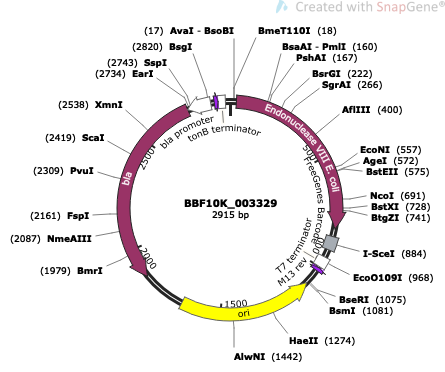 Created with SnapGene®
(17) AvaI - BsoBI
BmeT110I (18)
(2820) BsgI
BsaAI - PmlI (160)
(2743) SspI
PshAI (167)
(2734) EarI
BsrGI (222)
SgrAI (266)
(2538) XmnI
AflIII (400)
(2419) ScaI
EcoNI (557)
AgeI (572)
BstEII (575)
(2309) PvuI
NcoI (691)
BstXI (728)
BtgZI (741)
(2161) FspI
(2087) NmeAIII
I-SceI (884)
(1979) BmrI
EcoO109I (968)
BseRI (1075)
BsmI (1081)
HaeII (1274)
AlwNI (1442)
BBF10K_003329
2915 bp
Endonuclease VIII E. coli
FreeGenes Barcode
T7 terminator
M13 rev
ori
bla
bla promoter
tonB terminator
500
1500
2000
2500